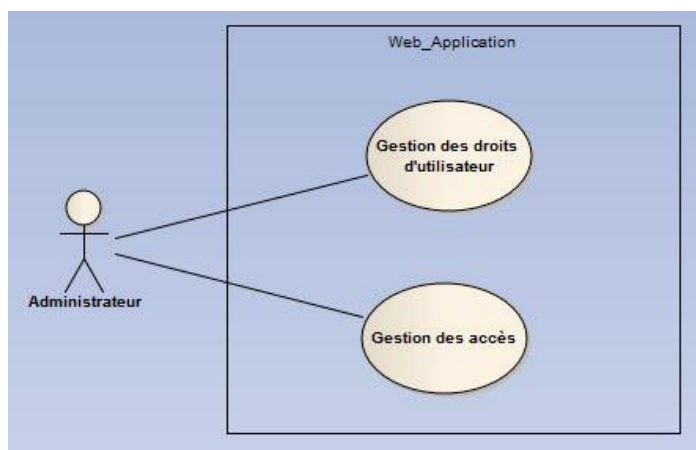 Web_Application
Gestion des droits
d'utilisateur
Administrateur
Gestion des accès